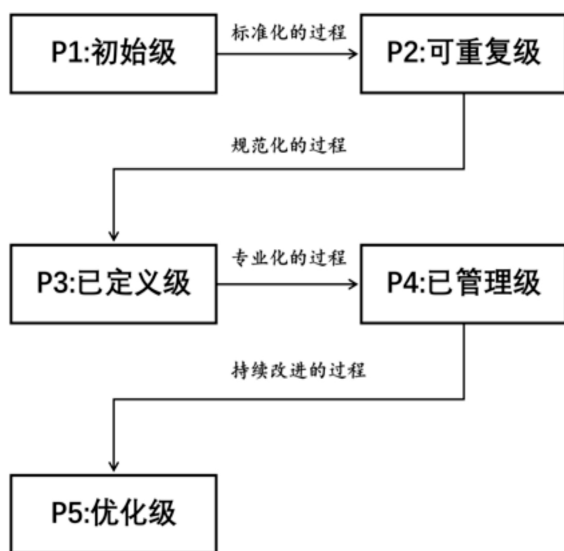 P1:初始级
标准化的过程
P2:可重复级
规范化的过程
P3:已定义级
专业化的过程
P4:已管理级
持续改进的过程
P5:优化级